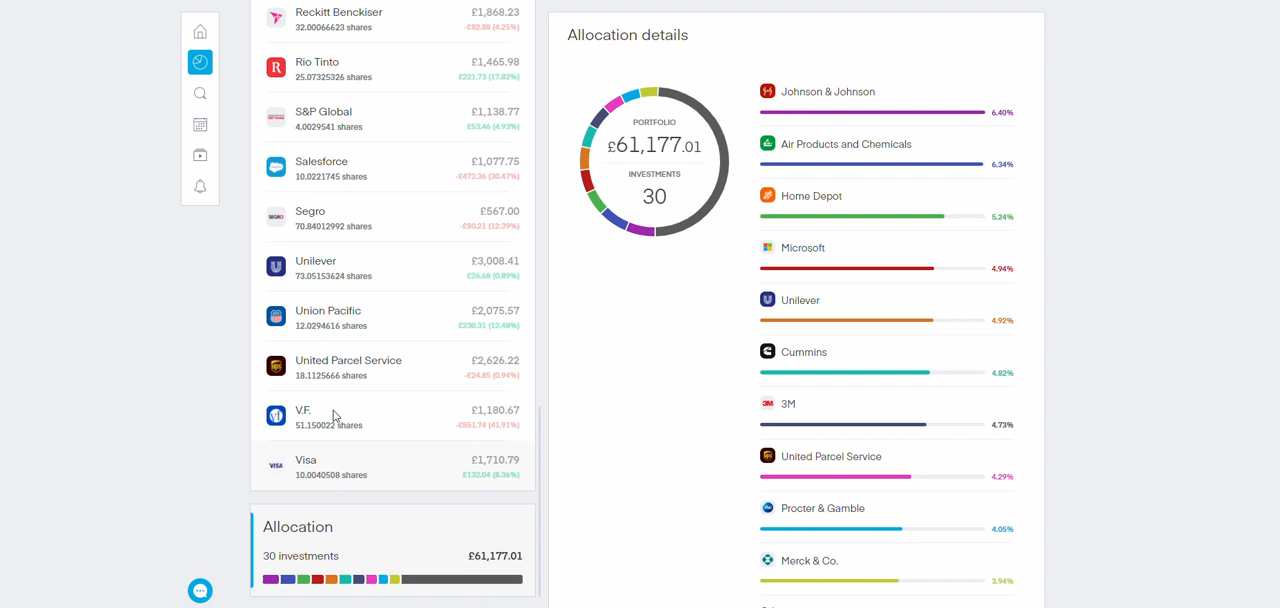 Reckitt Benckiser £1,868.23
32.00066623 shares -£82.88 (4.25%)
Rio Tinto £1,465.98
25.07325326 shares £221.73 (17.82%)
S&P Global £1,138.77
4.0029541 shares £53.46 (4.93%)
Salesforce £1,077.75
10.0221745 shares -£472.36 (30.47%)
Segro £567.00
70.84012992 shares -£80.21 (12.39%)
Unilever £3,008.41
73.05153624 shares £26.68 (0.89%)
Union Pacific £2,075.57
12.0294616 shares £230.31 (12.48%)
United Parcel Service £2,626.22
18.1125666 shares -£24.85 (0.94%)
V.F. £1,180.67
51.150022 shares -£851.74 (41.91%)
VISA
Visa £1,710.79
10.0040508 shares £132.04 (8.36%)
Allocation
30 investments £61,177.01
Allocation details
PORTFOLIO
£61,177.01
INVESTMENTS
30
Johnson & Johnson
6.40%
Air Products and Chemicals
6.34%
Home Depot
5.24%
Microsoft
4.94%
Unilever
4.92%
Cummins
4.82%
3M 3M
4.73%
United Parcel Service
4.29%
Procter & Gamble
4.05%
Merck & Co.
3.94%